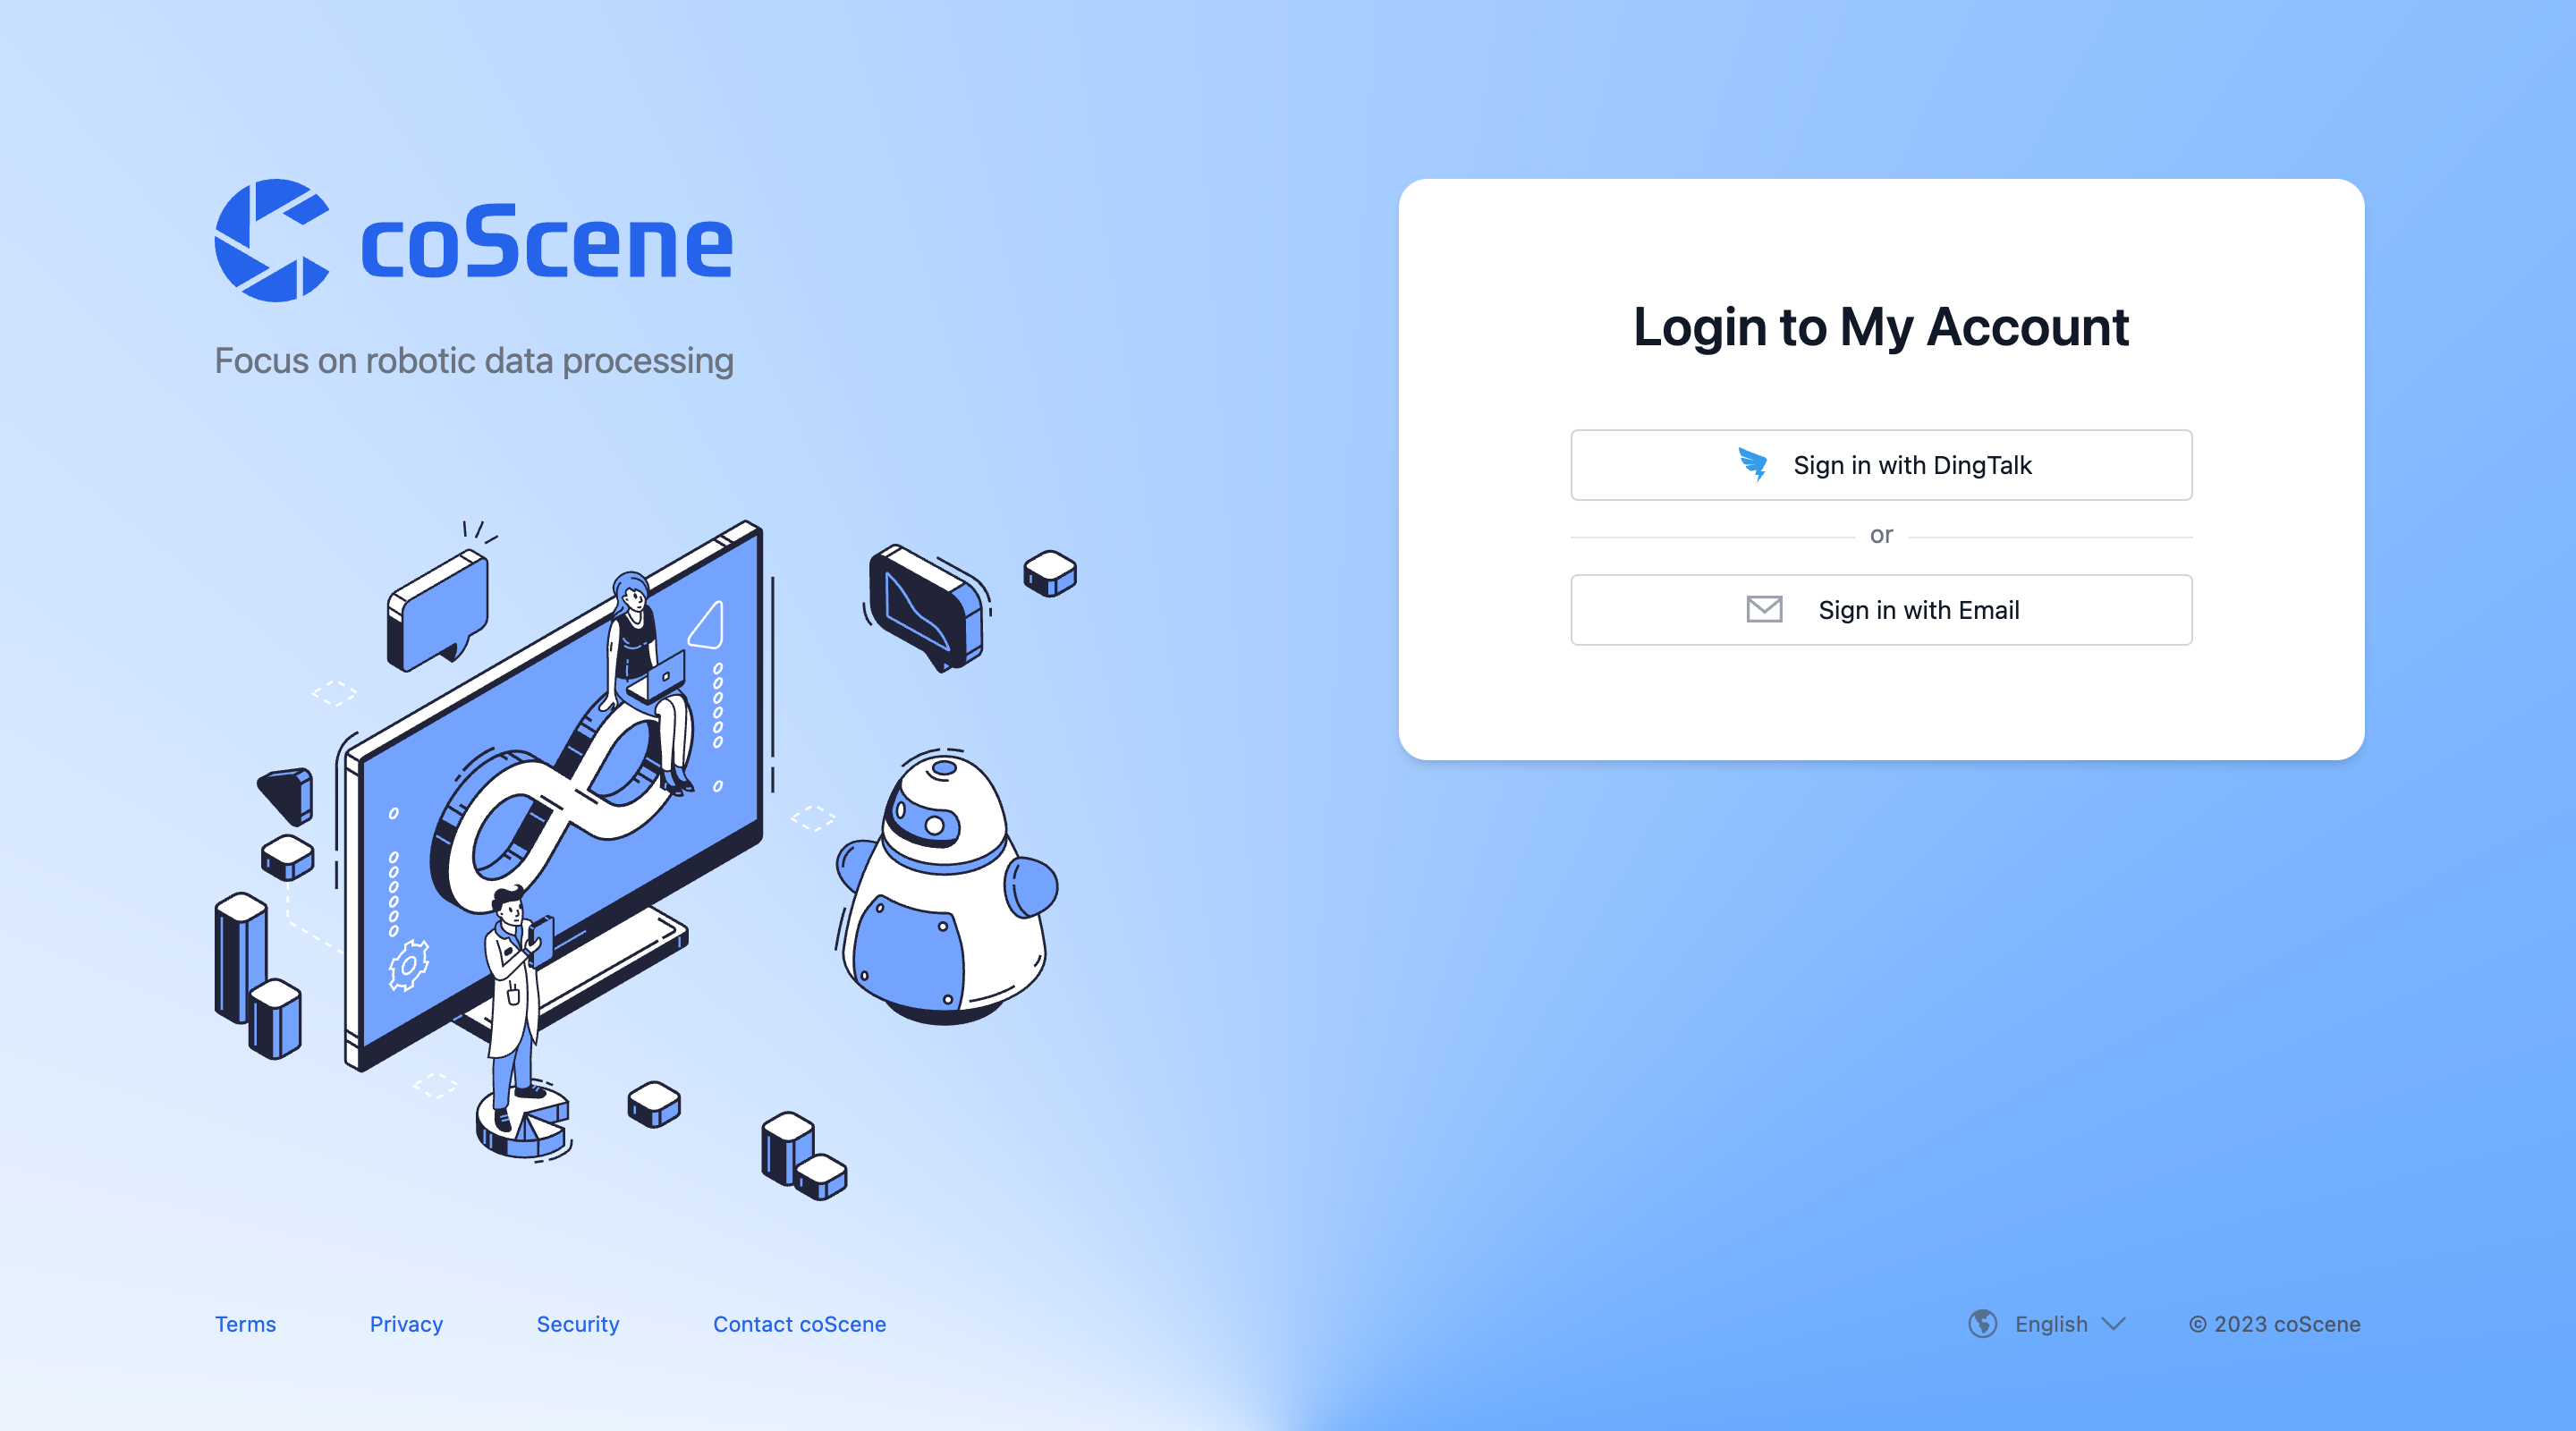 coScene
Focus on robotic data processing
Login to My Account
Sign in with DingTalk
or
Sign in with Email
Terms
Privacy
Security
Contact coScene
English
© 2023 coScene